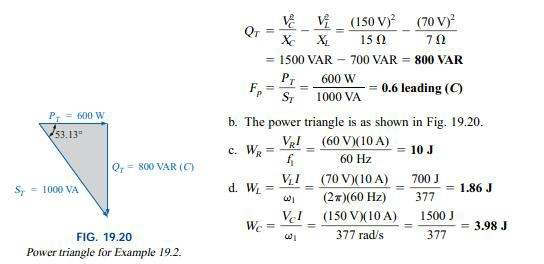 Q_T = V_C²/X_C − V_L²/X_L = (150 V)²/15 Ω − (70 V)²/7 Ω
= 1500 VAR − 700 VAR = 800 VAR
F_p = P_T/S_T = 600 W/1000 VA = 0.6 leading (C)
b. The power triangle is as shown in Fig. 19.20.
c. W_R = V_R I/f_1 = (60 V)(10 A)/60 Hz = 10 J
d. W_L = V_L I/ω_1 = (70 V)(10 A)/(2π)(60 Hz) = 700 J/377 = 1.86 J
W_C = V_C I/ω_1 = (150 V)(10 A)/377 rad/s = 1500 J/377 = 3.98 J
P_T = 600 W
53.13°
Q_T = 800 VAR (C)
S_T = 1000 VA
FIG. 19.20
Power triangle for Example 19.2.